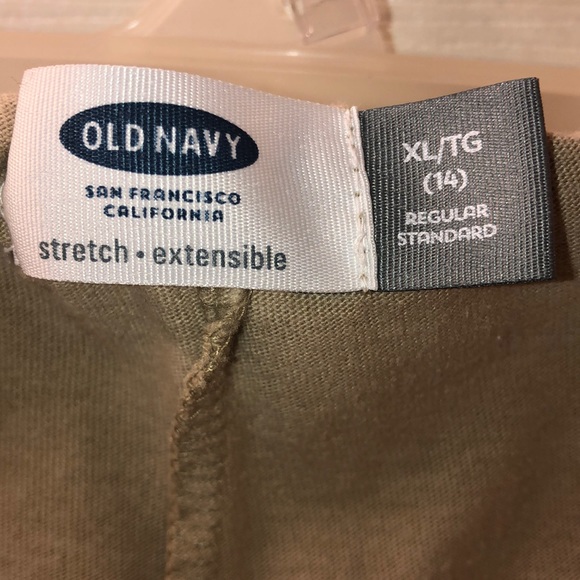 OLD NAVY
SAN FRANCISCO
CALIFORNIA
stretch • extensible
XL/TG
(14)
REGULAR
STANDARD